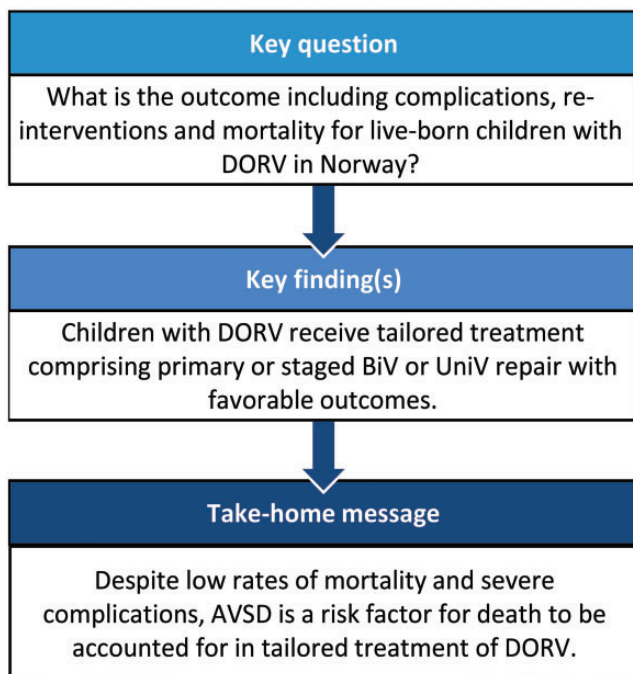 Key question
What is the outcome including complications, re-
interventions and mortality for live-born children with
DORV in Norway?
Key finding(s)
Children with DORV receive tailored treatment
comprising primary or staged BiV or UniV repair with
favorable outcomes.
Take-home message
Despite low rates of mortality and severe
complications, AVSD is a risk factor for death to be
accounted for in tailored treatment of DORV.